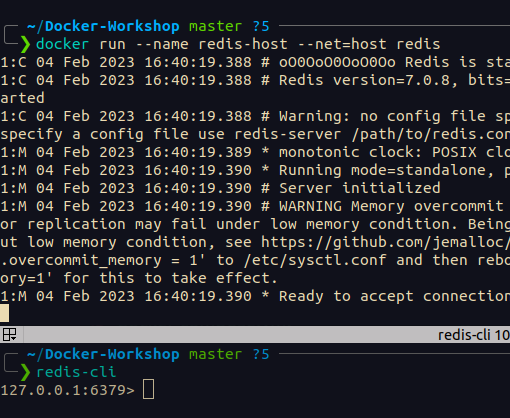 ~/Docker-Workshop master ?5
❯ docker run --name redis-host --net=host redis
1:C 04 Feb 2023 16:40:19.388 # oO0OoO0OoO0Oo Redis is sta
1:C 04 Feb 2023 16:40:19.388 # Redis version=7.0.8, bits=
arted
1:C 04 Feb 2023 16:40:19.388 # Warning: no config file sp
specify a config file use redis-server /path/to/redis.con
1:M 04 Feb 2023 16:40:19.389 * monotonic clock: POSIX clo
1:M 04 Feb 2023 16:40:19.390 * Running mode=standalone, p
1:M 04 Feb 2023 16:40:19.390 # Server initialized
1:M 04 Feb 2023 16:40:19.390 # WARNING Memory overcommit
or replication may fail under low memory condition. Being
ut low memory condition, see https://github.com/jemalloc/
.overcommit_memory = 1' to /etc/sysctl.conf and then rebo
ory=1' for this to take effect.
1:M 04 Feb 2023 16:40:19.390 * Ready to accept connection
redis-cli 10
~/Docker-Workshop master ?5
❯ redis-cli
127.0.0.1:6379>